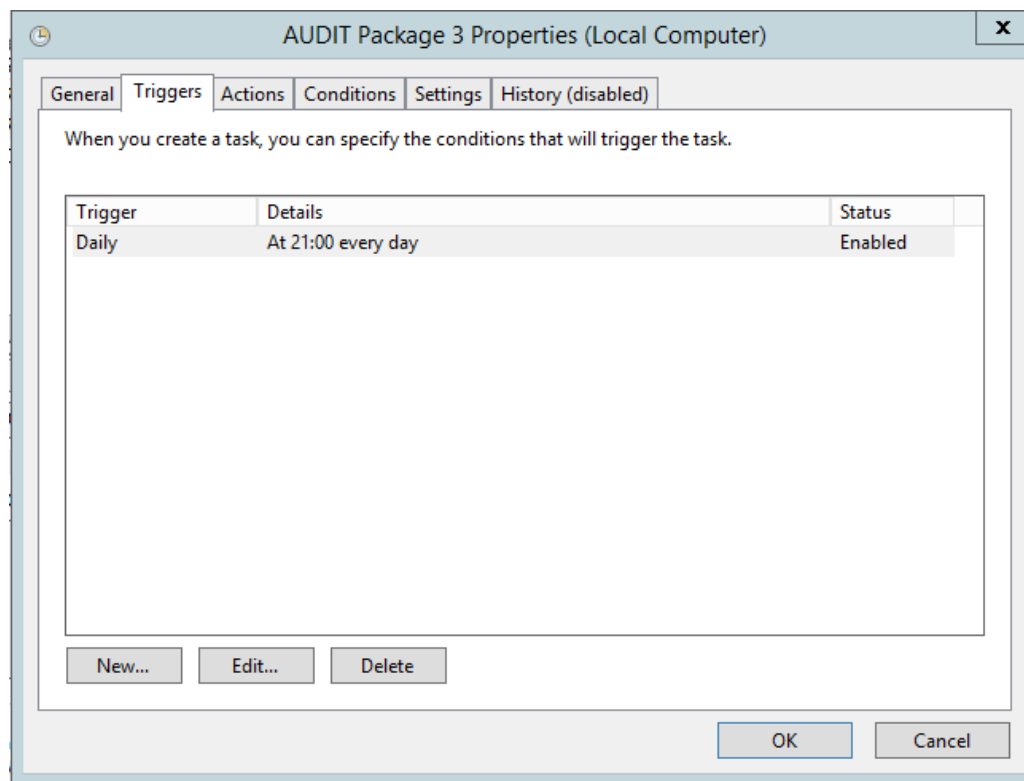 AUDIT Package 3 Properties (Local Computer)
x
General Triggers Actions Conditions Settings History (disabled)
When you create a task, you can specify the conditions that will trigger the task.
Trigger Details Status
Daily At 21:00 every day Enabled
New... Edit... Delete
OK Cancel